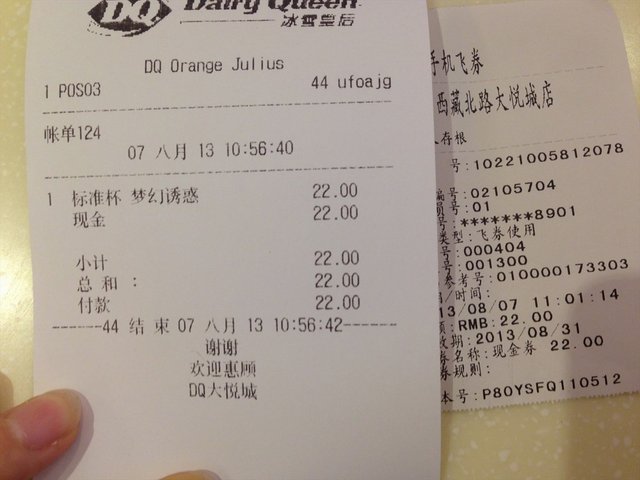 DQ
Dairy Queen
冰雪皇后
DQ Orange Julius
1 POS03 44 ufoajg
帐单124
07 八月 13 10:56:40
1 标准杯 梦幻诱惑 22.00
现金 22.00
小计 22.00
总 和 : 22.00
付款 22.00
------44 结 束 07 八月 13 10:56:42------
谢谢
欢迎惠顾
DQ大悦城
手机飞券
西藏北路大悦城店
存根
号:10221005812078
号:02105704
号:01
号:*******8901
类型:飞券使用
号:000404
号:001300
参考号:010000173303
/时间:
13/08/07 11:01:14
RMB: 22.00
期:2013/08/31
名称:现金券 22.00
券规则:
本号:P80YSFQ110512